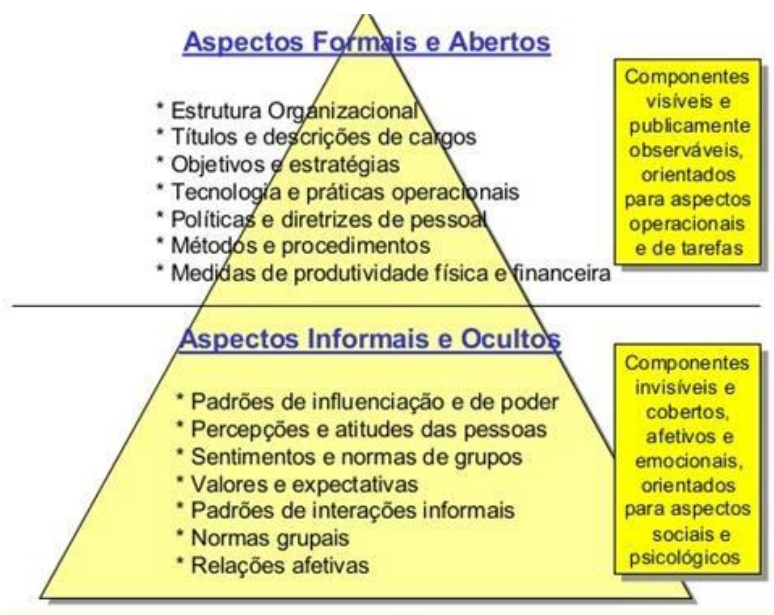 Aspectos Formais e Abertos
* Estrutura Organizacional
* Títulos e descrições de cargos
* Objetivos e estratégias
* Tecnologia e práticas operacionais
* Políticas e diretrizes de pessoal
* Métodos e procedimentos
* Medidas de produtividade física e financeira
Componentes
visíveis e
publicamente
observáveis,
orientados
para aspectos
operacionais
e de tarefas
Aspectos Informais e Ocultos
* Padrões de influenciação e de poder
* Percepções e atitudes das pessoas
* Sentimentos e normas de grupos
* Valores e expectativas
* Padrões de interações informais
* Normas grupais
* Relações afetivas
Componentes
invisíveis e
cobertos,
afetivos e
emocionais,
orientados
para aspectos
sociais e
psicológicos